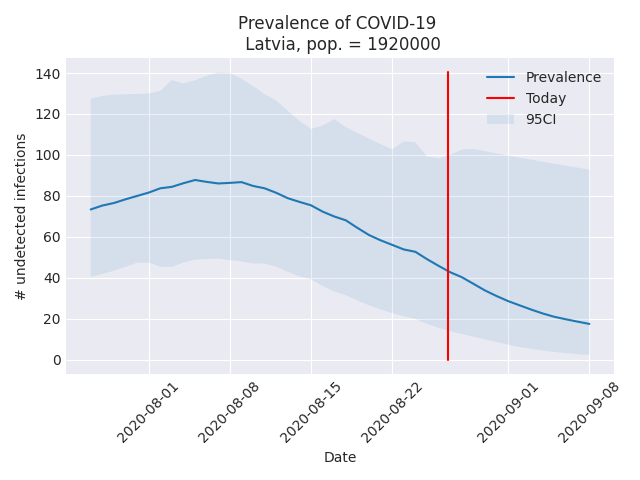 Prevalence of COVID-19
Latvia, pop. = 1920000
140
120
100
80
60
40
20
0
# undetected infections
Prevalence
Today
95CI
2020-08-01
2020-08-08
2020-08-15
2020-08-22
2020-09-01
2020-09-08
Date